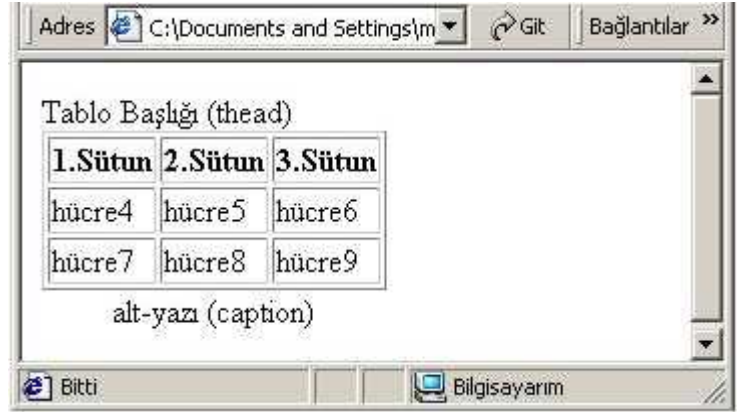 Adres C:\Documents and Settings\m Git Bağlantılar »
Tablo Başlığı (thead)
1.Sütun 2.Sütun 3.Sütun
hücre4 hücre5 hücre6
hücre7 hücre8 hücre9
alt-yazı (caption)
Bitti Bilgisayarım